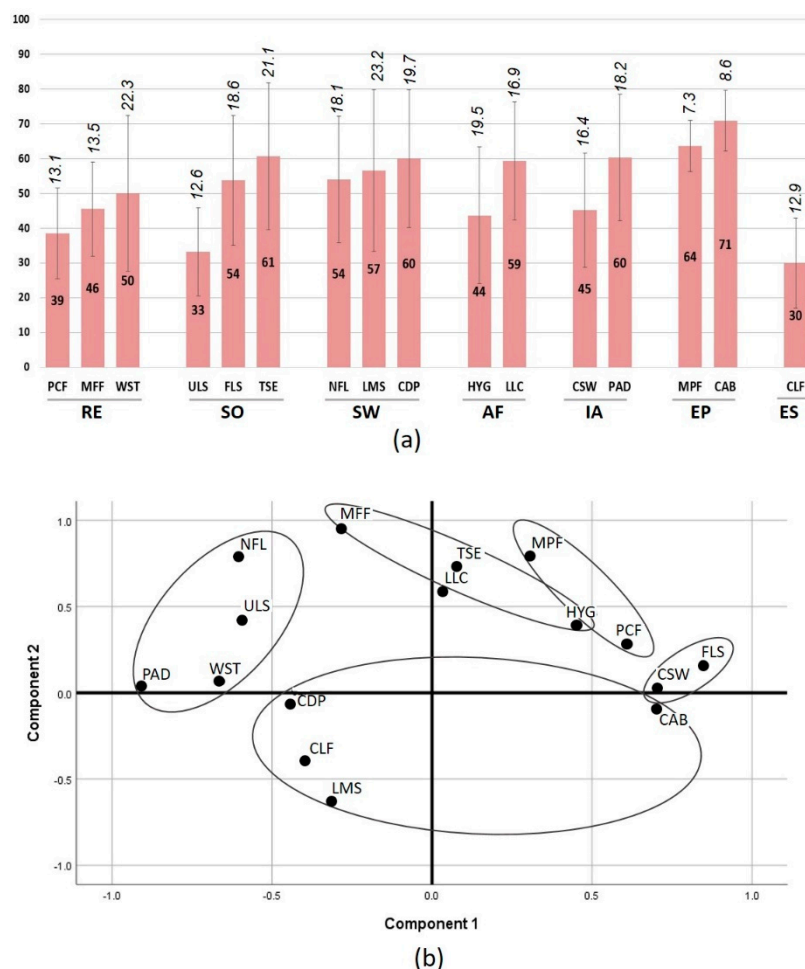 100
90
80
70
60
50
40
30
20
10
0
13.1 13.5 22.3 12.6 18.6 21.1 18.1 23.2 19.7 19.5 16.9 16.4 18.2 7.3 8.6 12.9
39 46 50 33 54 61 54 57 60 44 59 45 60 64 71 30
PCF MFF WST ULS FLS TSE NFL LMS CDP HYG LLC CSW PAD MPF CAB CLF
RE SO SW AF IA EP ES
(a)
Component 2
1.0
0.5
0.0
-0.5
-1.0
MFF
NFL
TSE
MPF
LLC
ULS
HYG
PCF
PAD
WST
CSW
FLS
CDP
CAB
CLF
LMS
-1.0 -0.5 0.0 0.5 1.0
Component 1
(b)